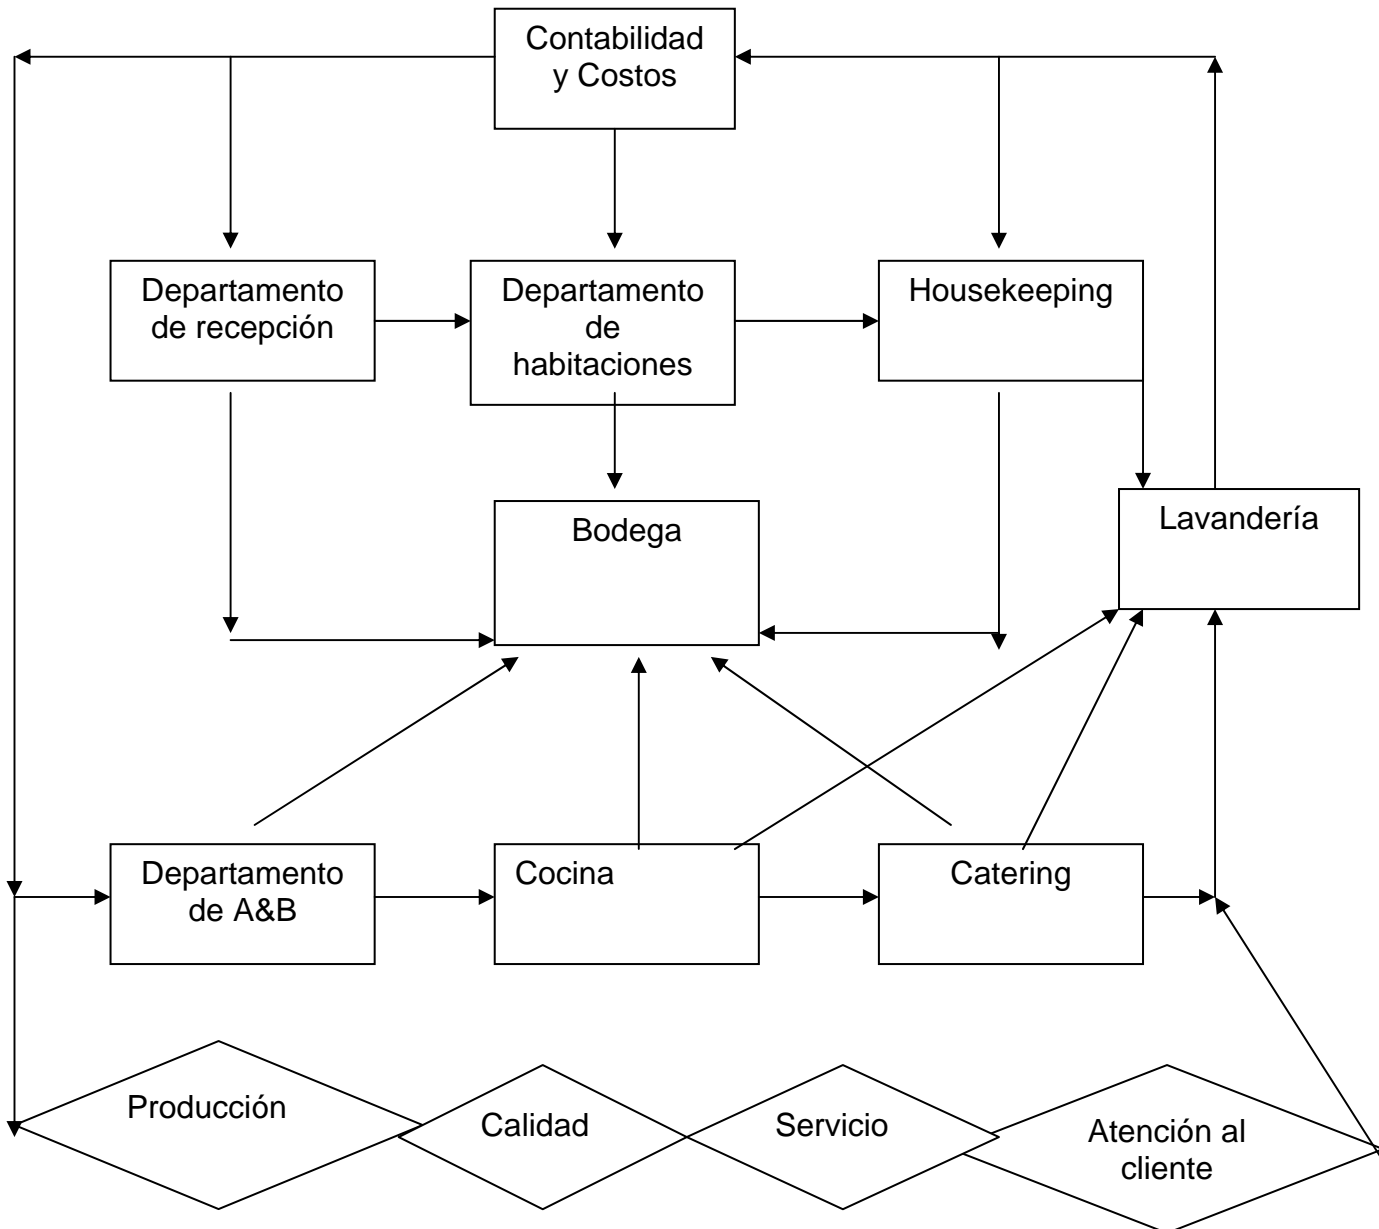 Contabilidad
y Costos
Departamento
de recepción
Departamento
de
habitaciones
Housekeeping
Bodega
Lavandería
Departamento
de A&B
Cocina
Catering
Producción
Calidad
Servicio
Atención al
cliente